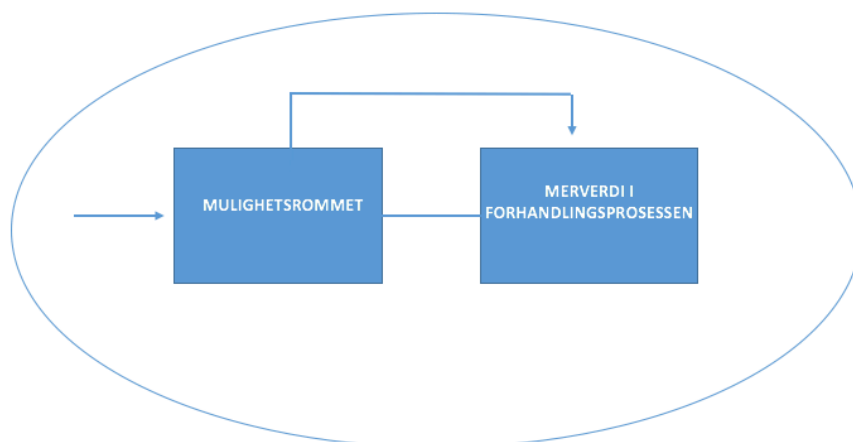 MULIGHETSROMMET
MERVERDI I
FORHANDLINGSPROSESSEN